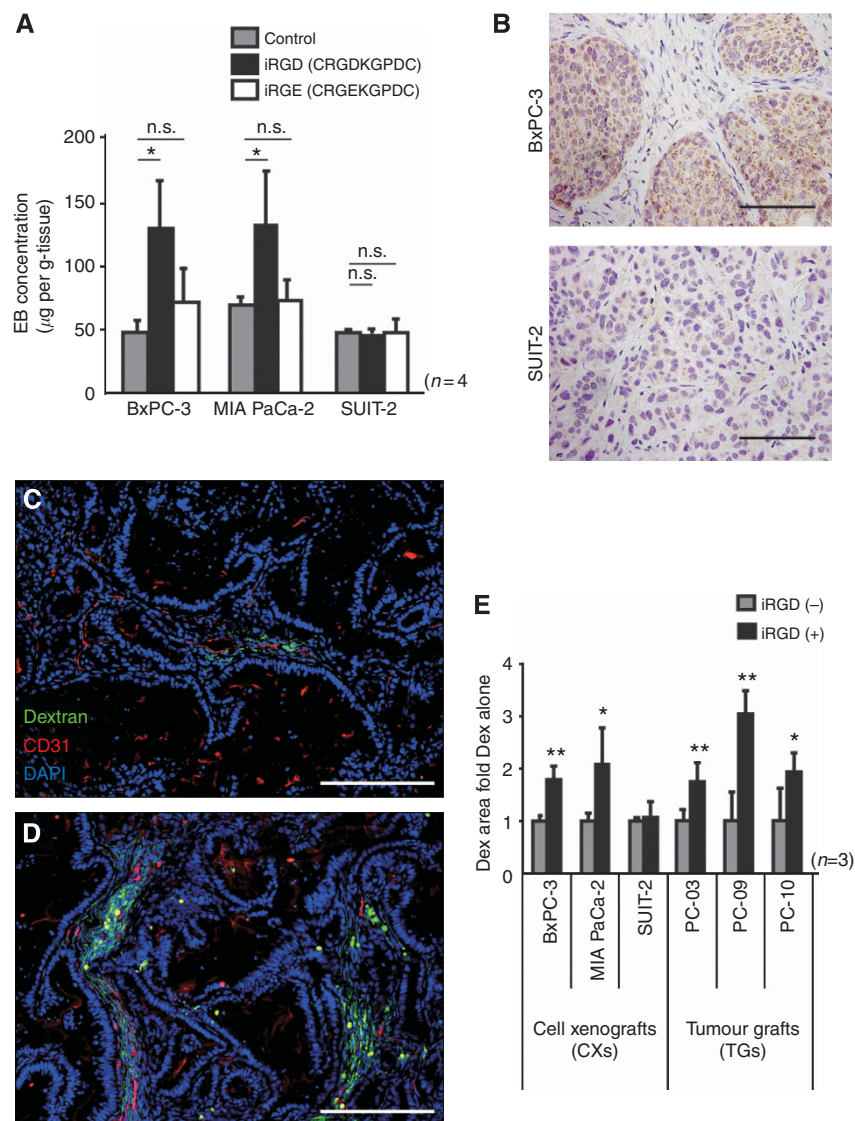 A
Control
iRGD (CRGDKGPDC)
iRGE (CRGEKGPDC)
EB concentration
(µg per g-tissue)
200
150
100
50
0
n.s.
*
n.s.
*
n.s.
n.s.
BxPC-3 MIA PaCa-2 SUIT-2
(n=4
B
BxPC-3
SUIT-2
C
Dextran
CD31
DAPI
D
E
iRGD (–)
iRGD (+)
Dex area fold Dex alone
4
3
2
1
0
** * ** ** *
(n=3)
BxPC-3
MIA PaCa-2
SUIT-2
PC-03
PC-09
PC-10
Cell xenografts
(CXs)
Tumour grafts
(TGs)